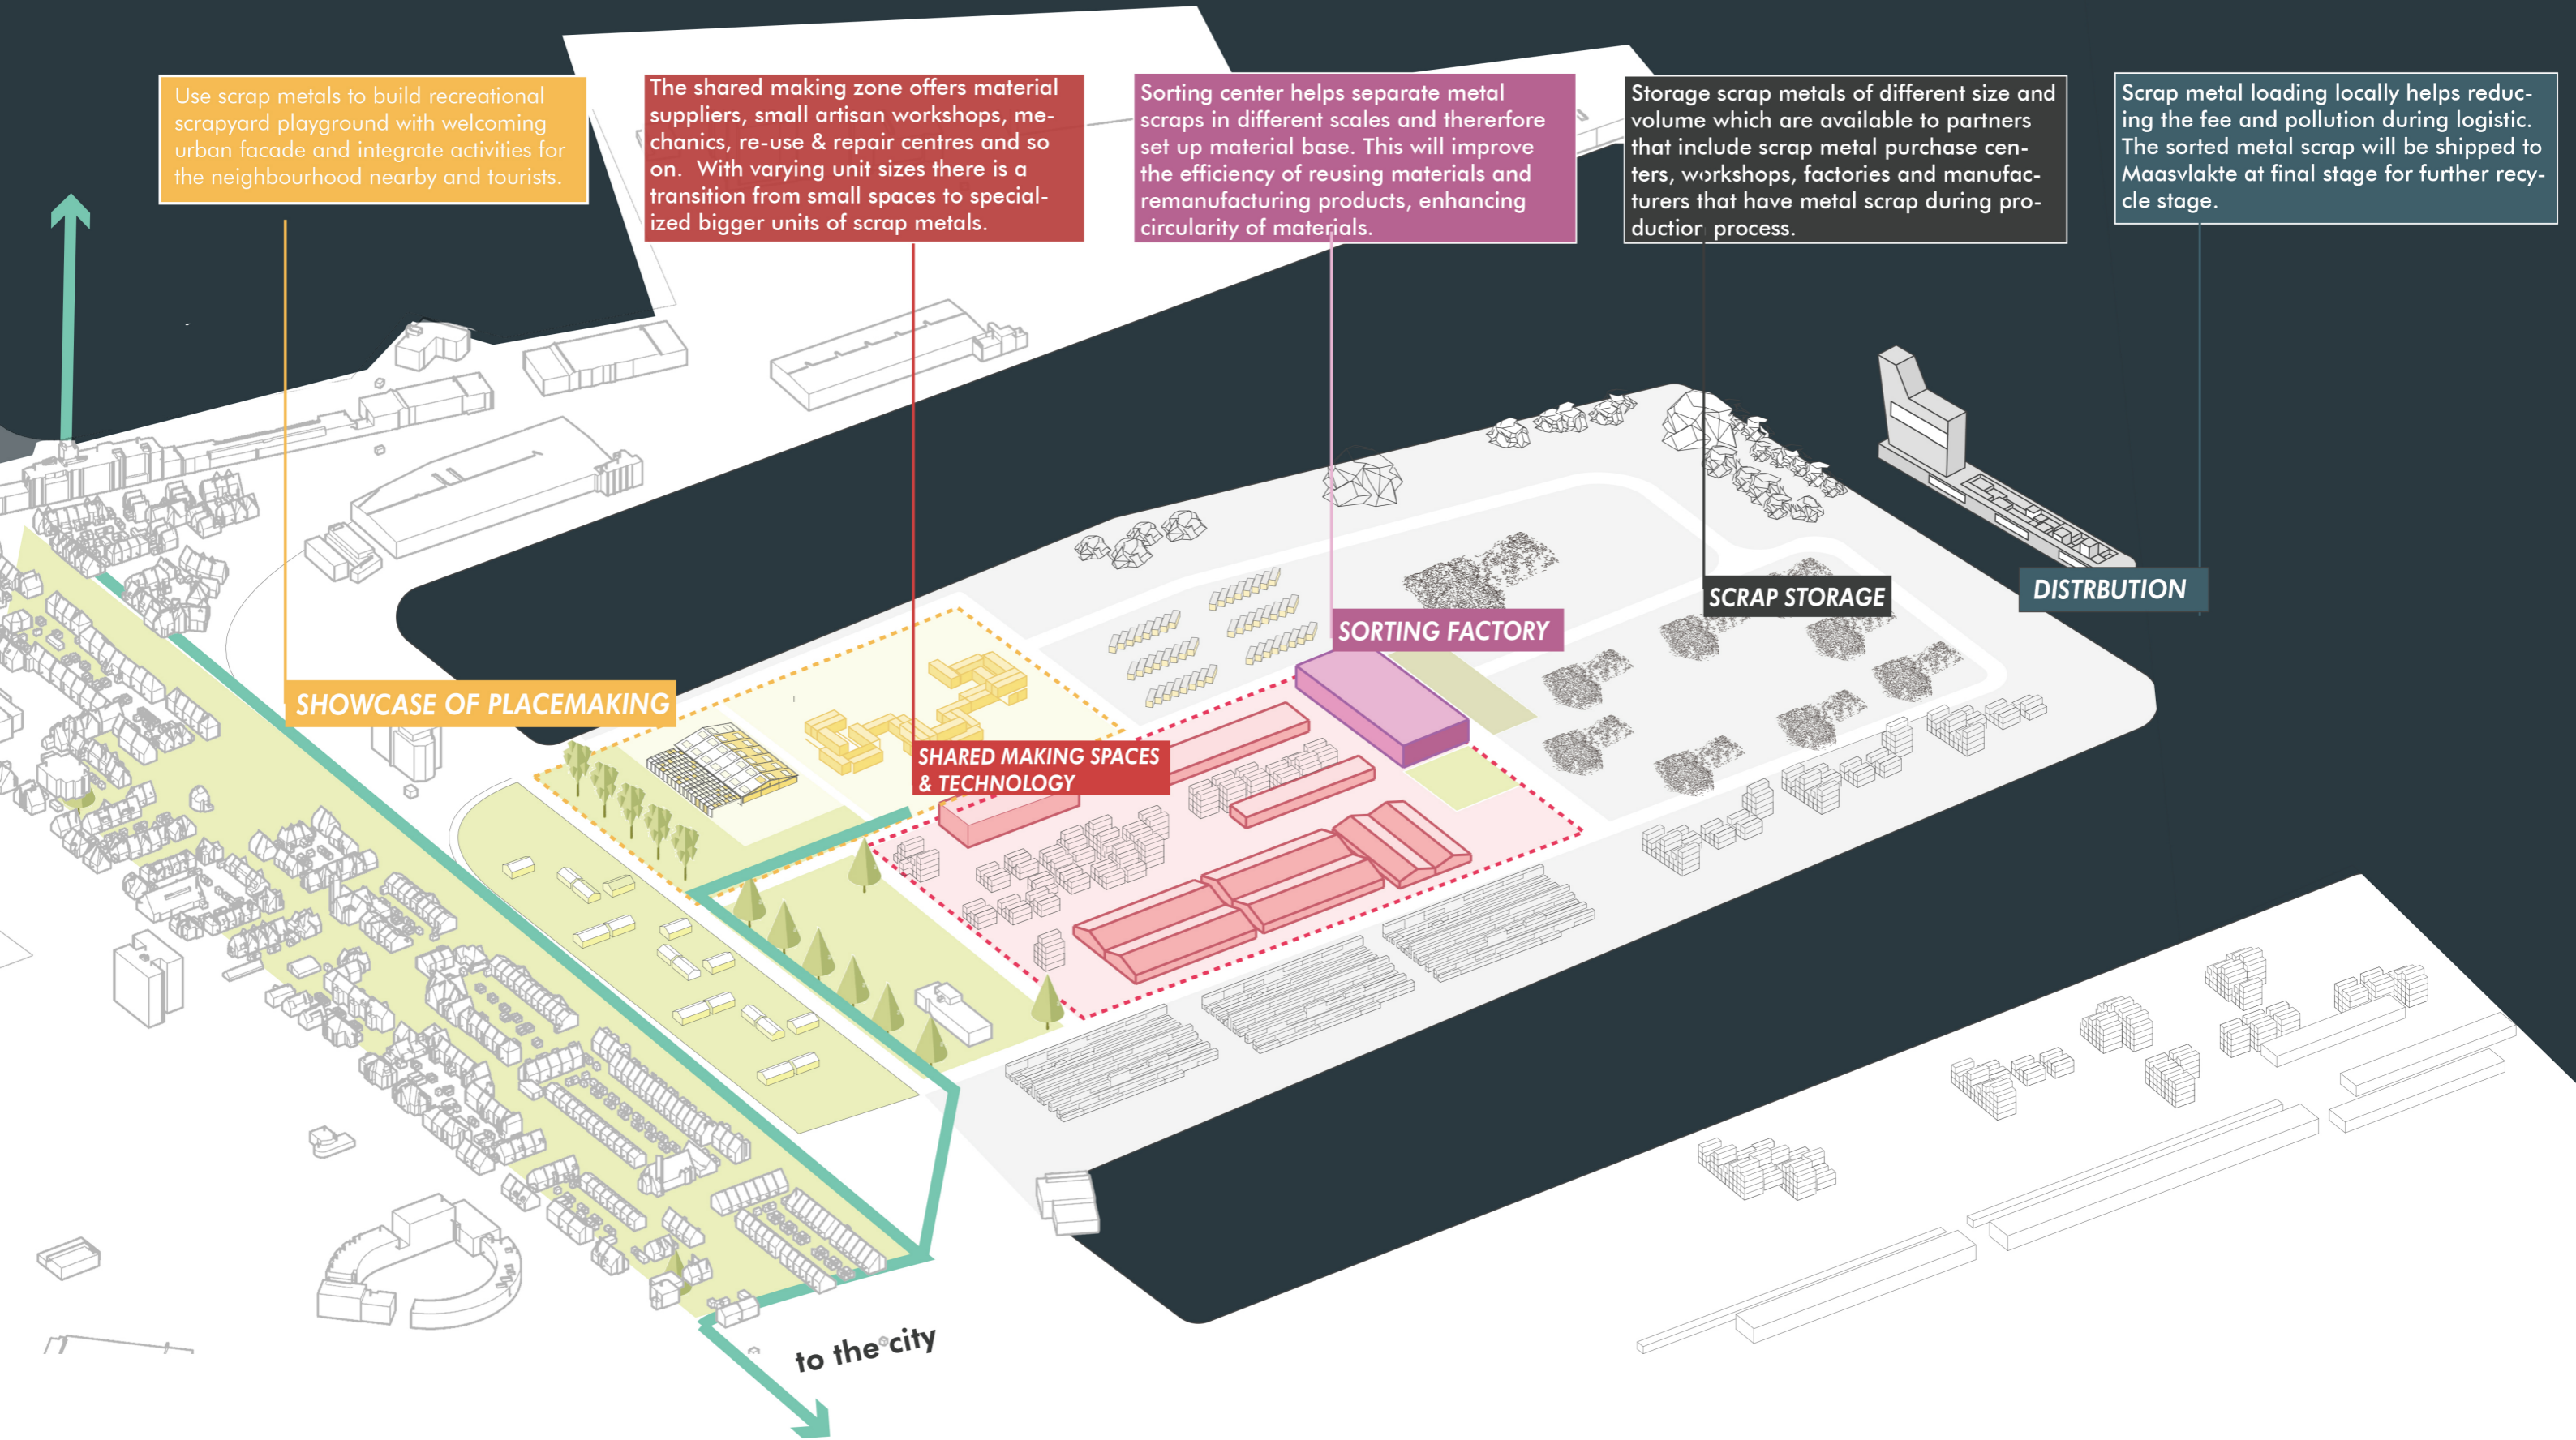 Use scrap metals to build recreational
scrapyard playground with welcoming
urban facade and integrate activities for
the neighbourhood nearby and tourists.
The shared making zone offers material
suppliers, small artisan workshops, me-
chanics, re-use & repair centres and so
on. With varying unit sizes there is a
transition from small spaces to special-
ized bigger units of scrap metals.
Sorting center helps separate metal
scraps in different scales and thererfore
set up material base. This will improve
the efficiency of reusing materials and
remanufacturing products, enhancing
circularity of materials.
Storage scrap metals of different size and
volume which are available to partners
that include scrap metal purchase cen-
ters, workshops, factories and manufac-
turers that have metal scrap during pro-
duction process.
Scrap metal loading locally helps reduc-
ing the fee and pollution during logistic.
The sorted metal scrap will be shipped to
Maasvlakte at final stage for further recy-
cle stage.
SHOWCASE OF PLACEMAKING
SHARED MAKING SPACES
& TECHNOLOGY
SORTING FACTORY
SCRAP STORAGE
DISTRBUTION
to the city